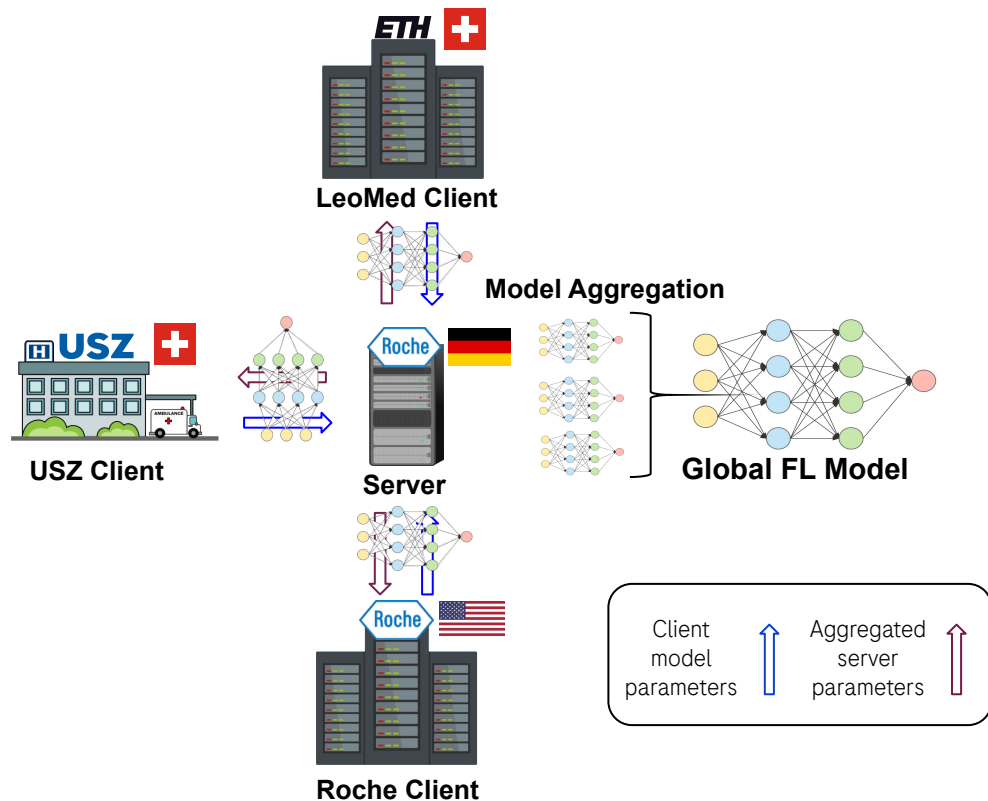 ETH
LeoMed Client
Model Aggregation
H USZ
AMBULANCE
USZ Client
Roche
Server
Global FL Model
Roche
Roche Client
Client
model
parameters
Aggregated
server
parameters